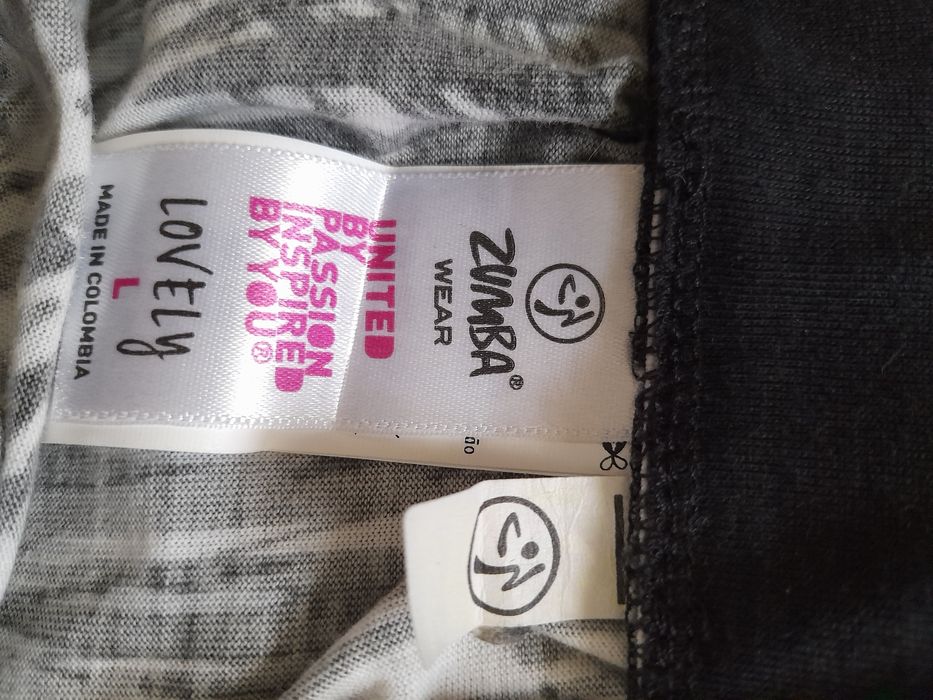 ZUMBA®
WEAR
UNITED
BY
PASSION
INSPIRED
BY YOU®
LOVELY
L
MADE IN COLOMBIA